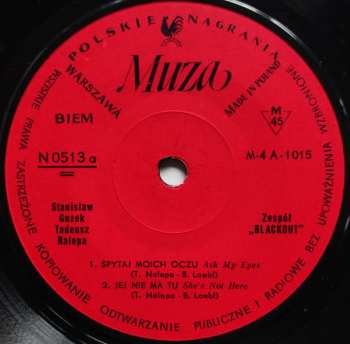 POLSKIE NAGRANIA
WARSZAWA
Muza
MADE IN POLAND
BIEM
M
45
N 0513 a
M-4 A-1015
Stanisław
Guzek
Tadeusz
Nalepa
Zespół
„BLACKOUT”
1. SPYTAJ MOICH OCZU Ask My Eyes
(T. Nalepa - B. Loebl)
2. JEJ NIE MA TU She's Not Here
(T. Nalepa - B. Loebl)
WSZELKIE PRAWA ZASTRZEŻONE KOPIOWANIE ODTWARZANIE PUBLICZNE I RADIOWE BEZ UPOWAŻNIENIA WZBRONIONE